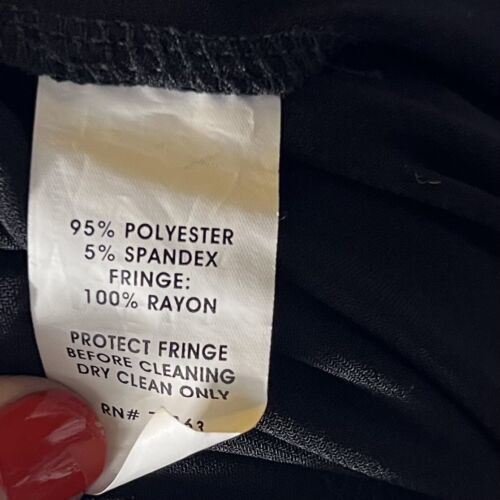 95% POLYESTER
5% SPANDEX
FRINGE:
100% RAYON
PROTECT FRINGE
BEFORE CLEANING
DRY CLEAN ONLY
RN#